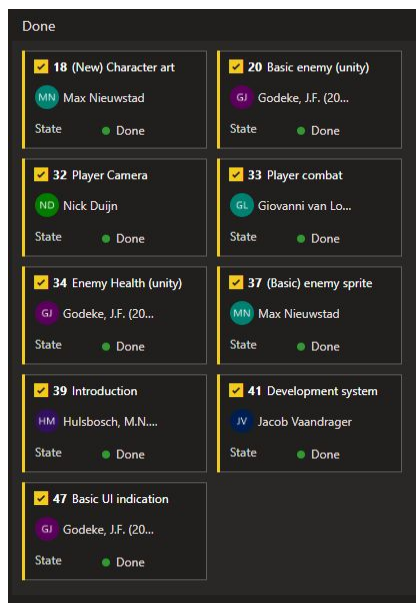 Done
18 (New) Character art
MN Max Nieuwstad
State Done
20 Basic enemy (unity)
GJ Godeke, J.F. (20...
State Done
32 Player Camera
ND Nick Duijn
State Done
33 Player combat
GL Giovanni van Lo...
State Done
34 Enemy Health (unity)
GJ Godeke, J.F. (20...
State Done
37 (Basic) enemy sprite
MN Max Nieuwstad
State Done
39 Introduction
HM Hulsbosch, M.N....
State Done
41 Development system
JV Jacob Vaandrager
State Done
47 Basic UI indication
GJ Godeke, J.F. (20...
State Done